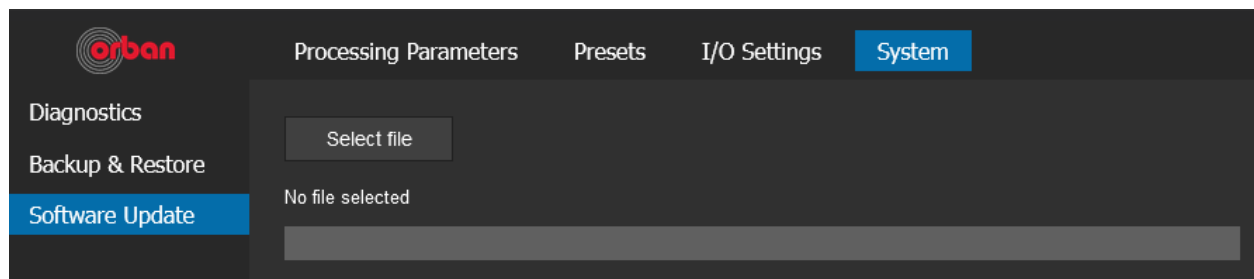 orban
Processing Parameters Presets I/O Settings System
Diagnostics
Backup & Restore
Software Update
Select file
No file selected